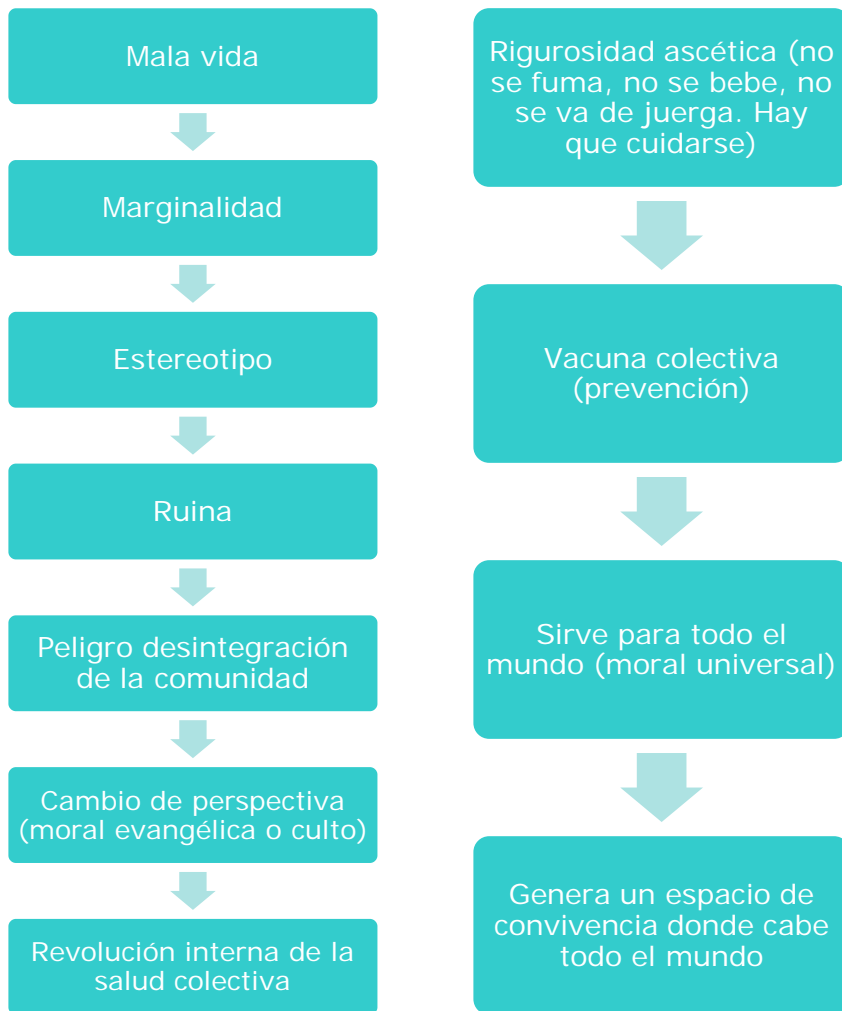 Mala vida
Marginalidad
Estereotipo
Ruina
Peligro desintegración
de la comunidad
Cambio de perspectiva
(moral evangélica o culto)
Revolución interna de la
salud colectiva
Rigurosidad ascética (no
se fuma, no se bebe, no
se va de juerga. Hay
que cuidarse)
Vacuna colectiva
(prevención)
Sirve para todo el
mundo (moral universal)
Genera un espacio de
convivencia donde cabe
todo el mundo